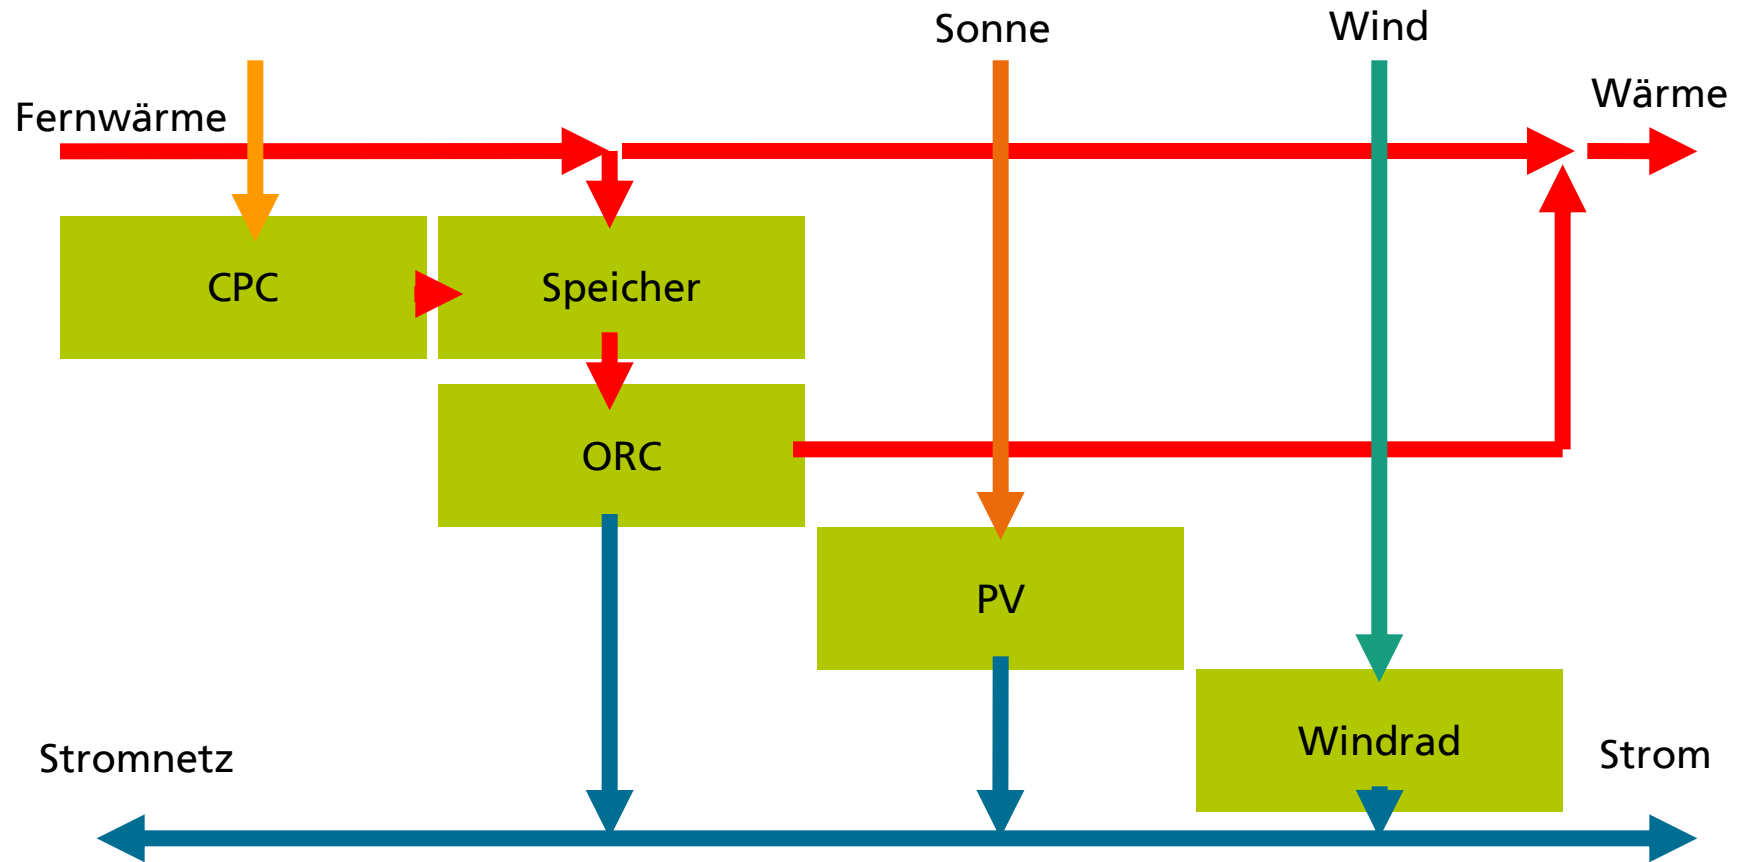 Sonne
Wind
Wärme
Fernwärme
CPC
Speicher
ORC
PV
Windrad
Stromnetz
Strom